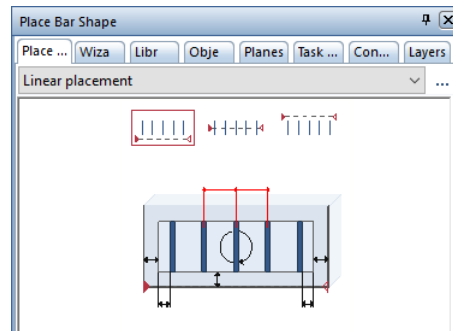 Place Bar Shape
Place ... Wiza Libr Obje Planes Task ... Con... Layers
Linear placement
...